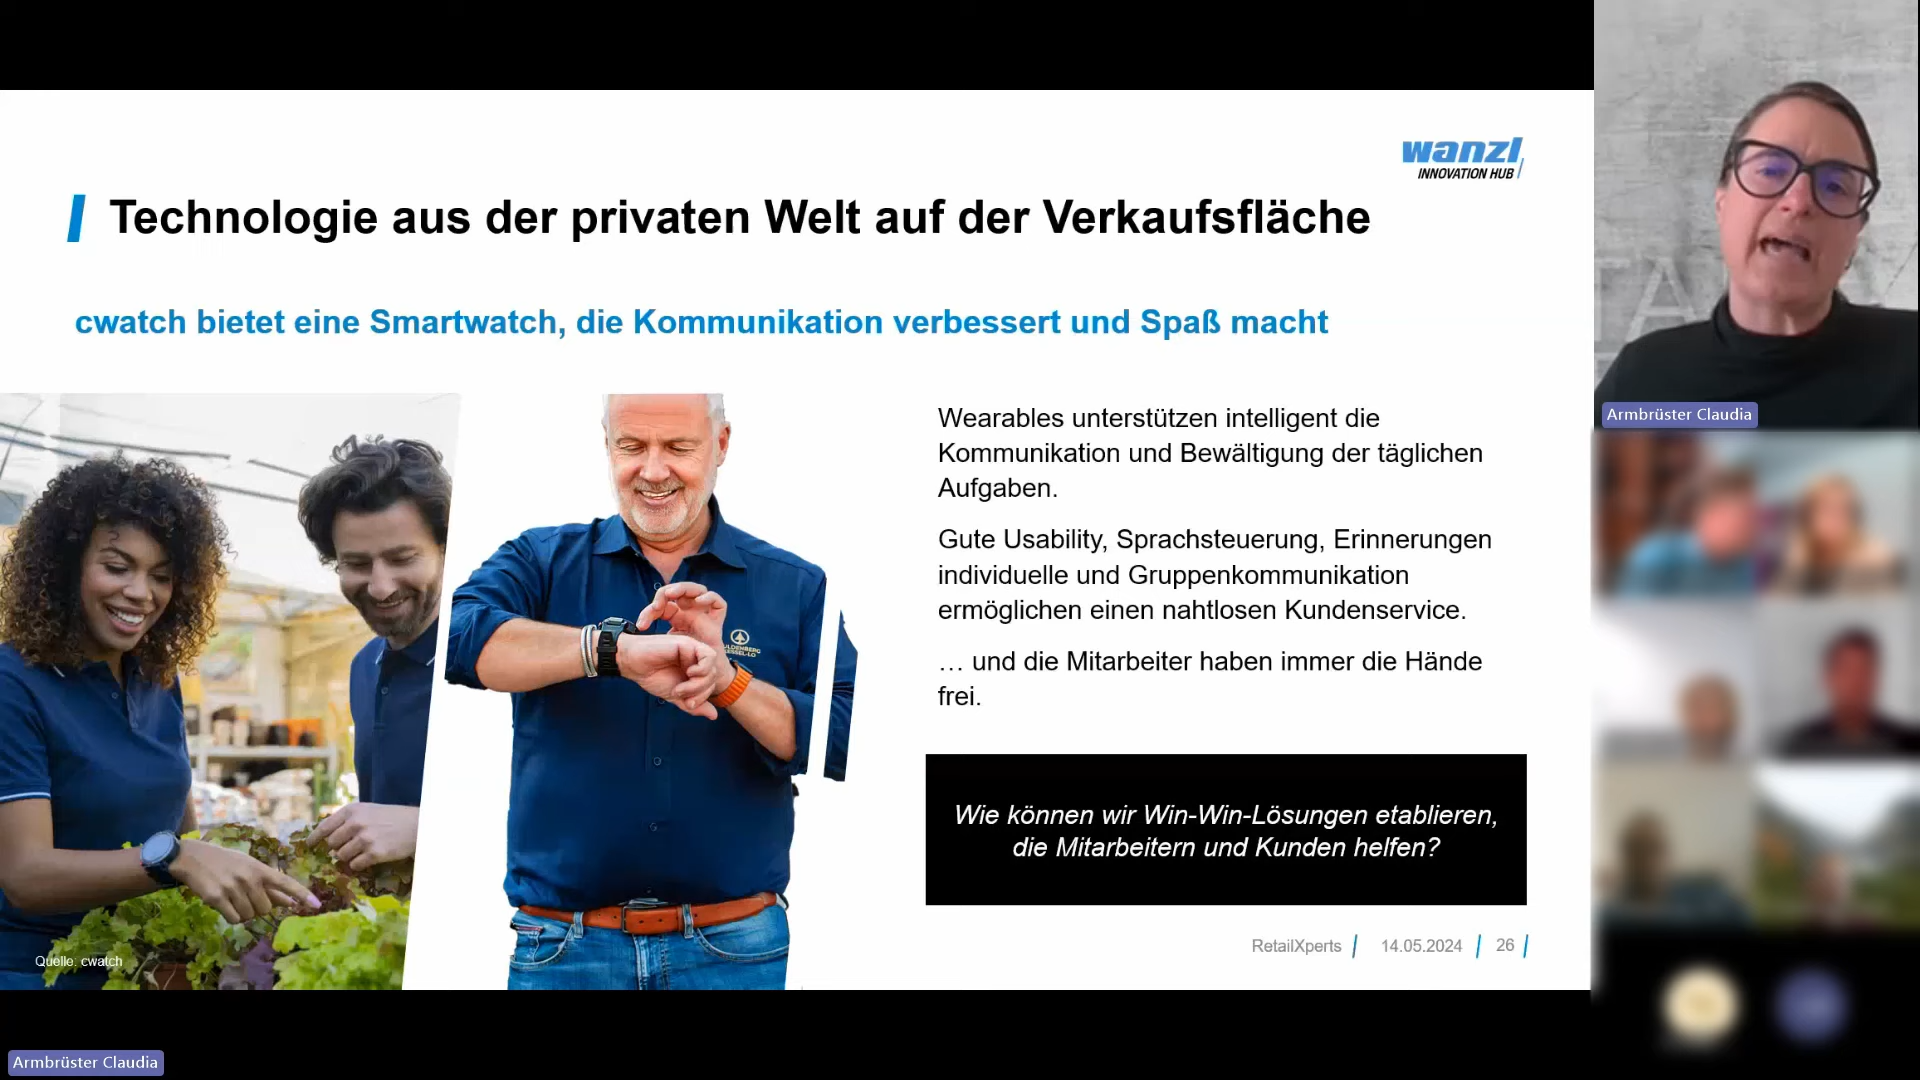 wanzl
INNOVATION HUB
Technologie aus der privaten Welt auf der Verkaufsfläche
cwatch bietet eine Smartwatch, die Kommunikation verbessert und Spaß macht
Wearables unterstützen intelligent die
Kommunikation und Bewältigung der täglichen
Aufgaben.
Gute Usability, Sprachsteuerung, Erinnerungen
individuelle und Gruppenkommunikation
ermöglichen einen nahtlosen Kundenservice.
… und die Mitarbeiter haben immer die Hände
frei.
Wie können wir Win-Win-Lösungen etablieren,
die Mitarbeitern und Kunden helfen?
Quelle: cwatch
RetailXperts
14.05.2024
26
Armbrüster Claudia
Armbrüster Claudia